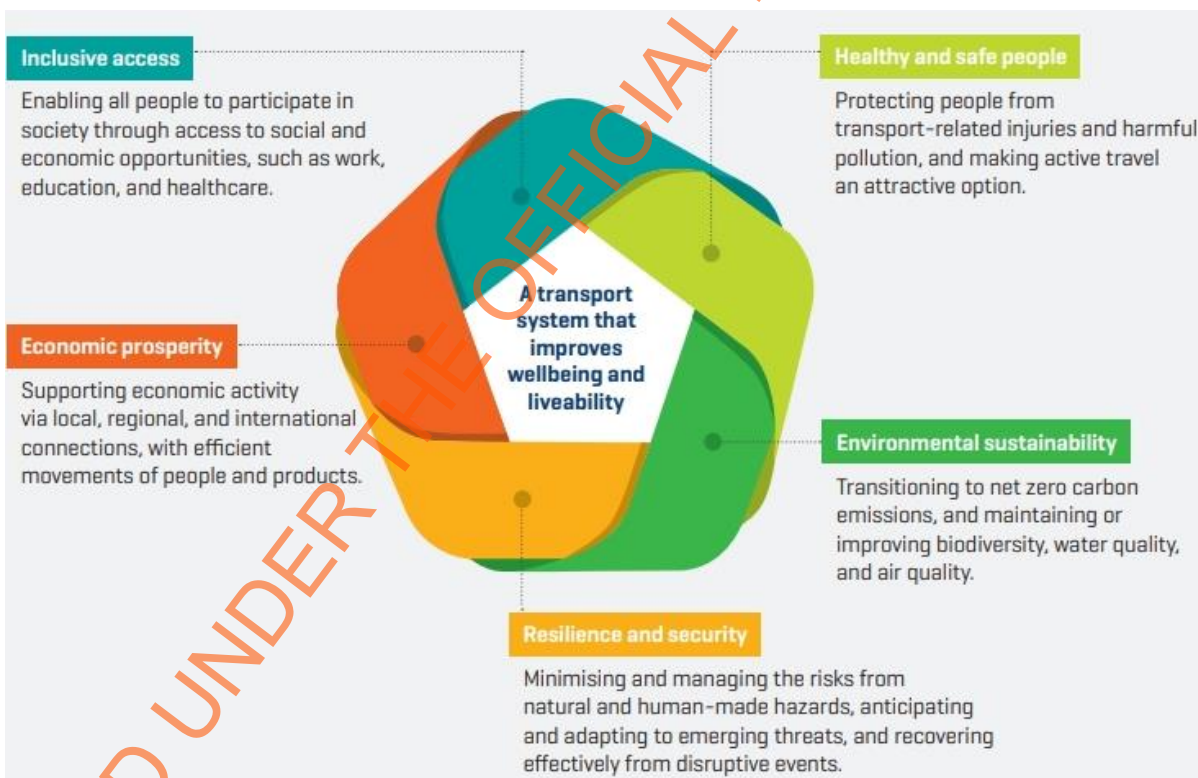 Inclusive access
Enabling all people to participate in
society through access to social and
economic opportunities, such as work,
education, and healthcare.
Healthy and safe people
Protecting people from
transport-related injuries and harmful
pollution, and making active travel
an attractive option.
A transport
system that
improves
wellbeing and
liveability
Economic prosperity
Supporting economic activity
via local, regional, and international
connections, with efficient
movements of people and products.
Environmental sustainability
Transitioning to net zero carbon
emissions, and maintaining or
improving biodiversity, water quality,
and air quality.
Resilience and security
Minimising and managing the risks from
natural and human-made hazards, anticipating
and adapting to emerging threats, and recovering
effectively from disruptive events.
D UNDER THE OFFICIAL